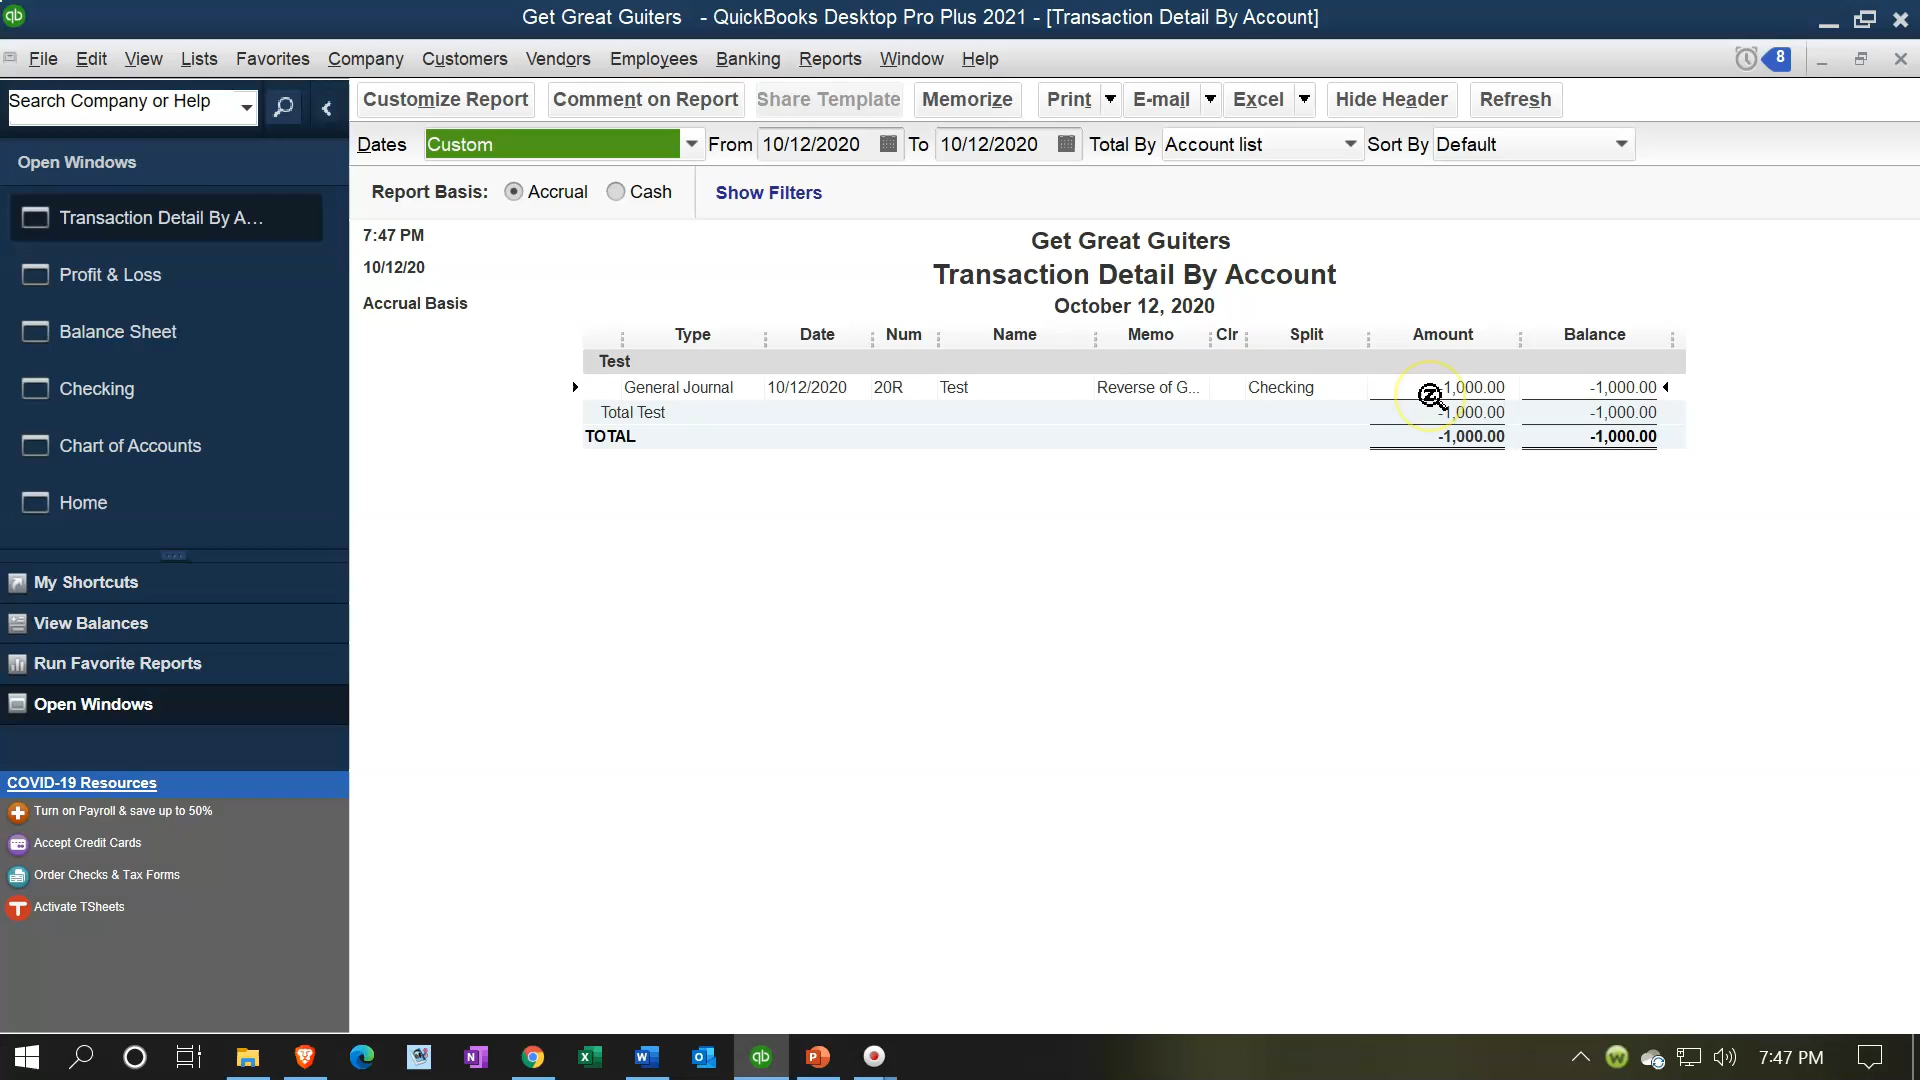 Get Great Guiters - QuickBooks Desktop Pro Plus 2021 - [Transaction Detail By Account]
File Edit View Lists Favorites Company Customers Vendors Employees Banking Reports Window Help 8
Search Company or Help
Customize Report Comment on Report Share Template Memorize Print E-mail Excel Hide Header Refresh
Dates Custom From 10/12/2020 To 10/12/2020 Total By Account list Sort By Default
Report Basis: Accrual Cash Show Filters
Open Windows
Transaction Detail By A...
Profit & Loss
Balance Sheet
Checking
Chart of Accounts
Home
My Shortcuts
View Balances
Run Favorite Reports
Open Windows
COVID-19 Resources
Turn on Payroll & save up to 50%
Accept Credit Cards
Order Checks & Tax Forms
Activate TSheets
7:47 PM
10/12/20
Accrual Basis
Get Great Guiters
Transaction Detail By Account
October 12, 2020
Type Date Num Name Memo Clr Split Amount Balance
Test
General Journal 10/12/2020 20R Test Reverse of G... Checking -1,000.00 -1,000.00
Total Test -1,000.00 -1,000.00
TOTAL -1,000.00 -1,000.00
7:47 PM